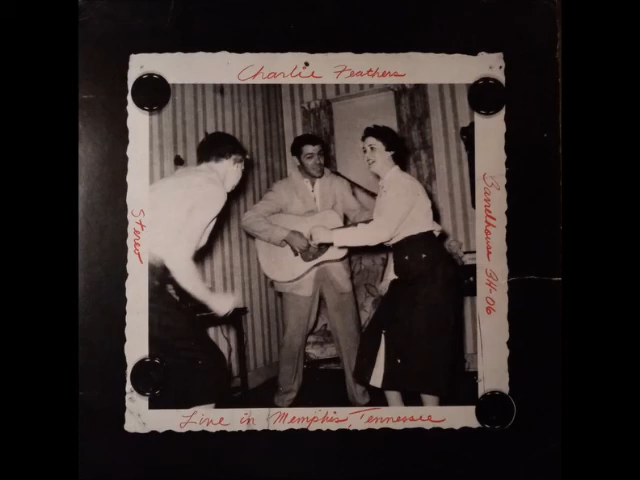 Charlie Feathers
Stereo
Barrelhouse BH-06
Live in Memphis, Tennessee